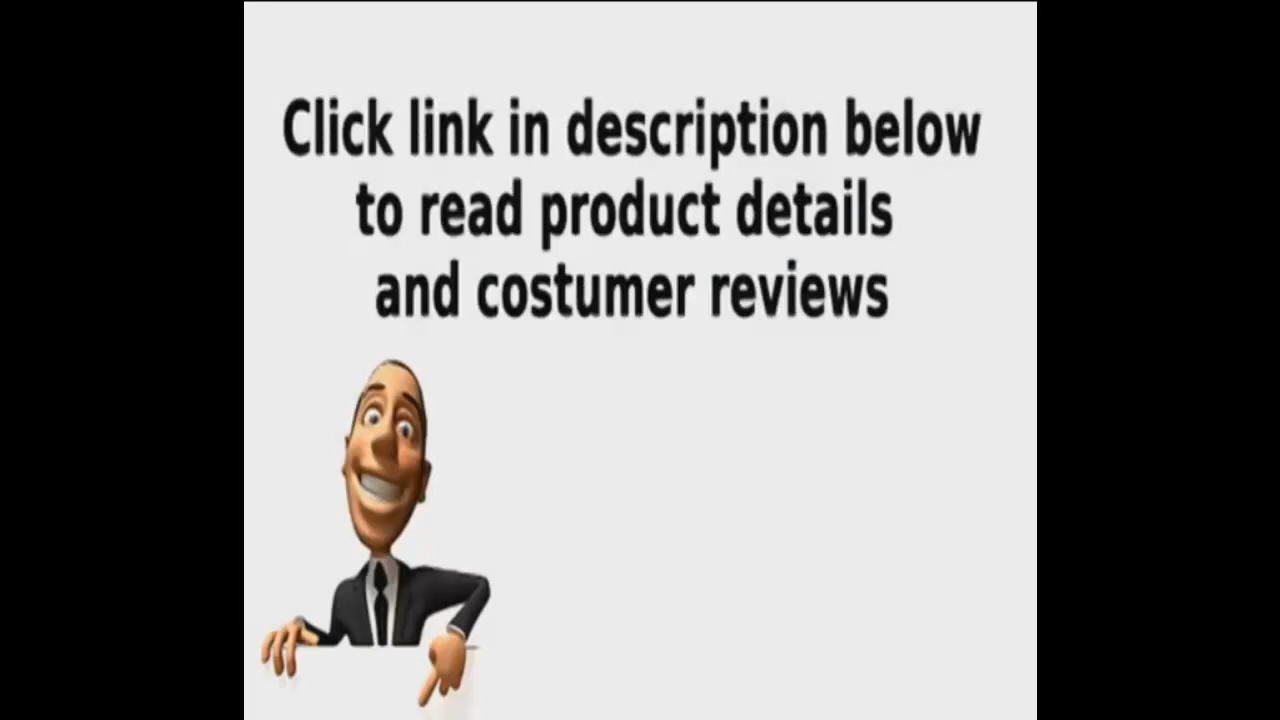 Click link in description below
to read product details
and costumer reviews